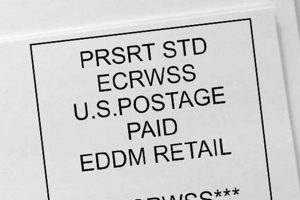 PRSRT STD
ECRWSS
U.S.POSTAGE
PAID
EDDM RETAIL